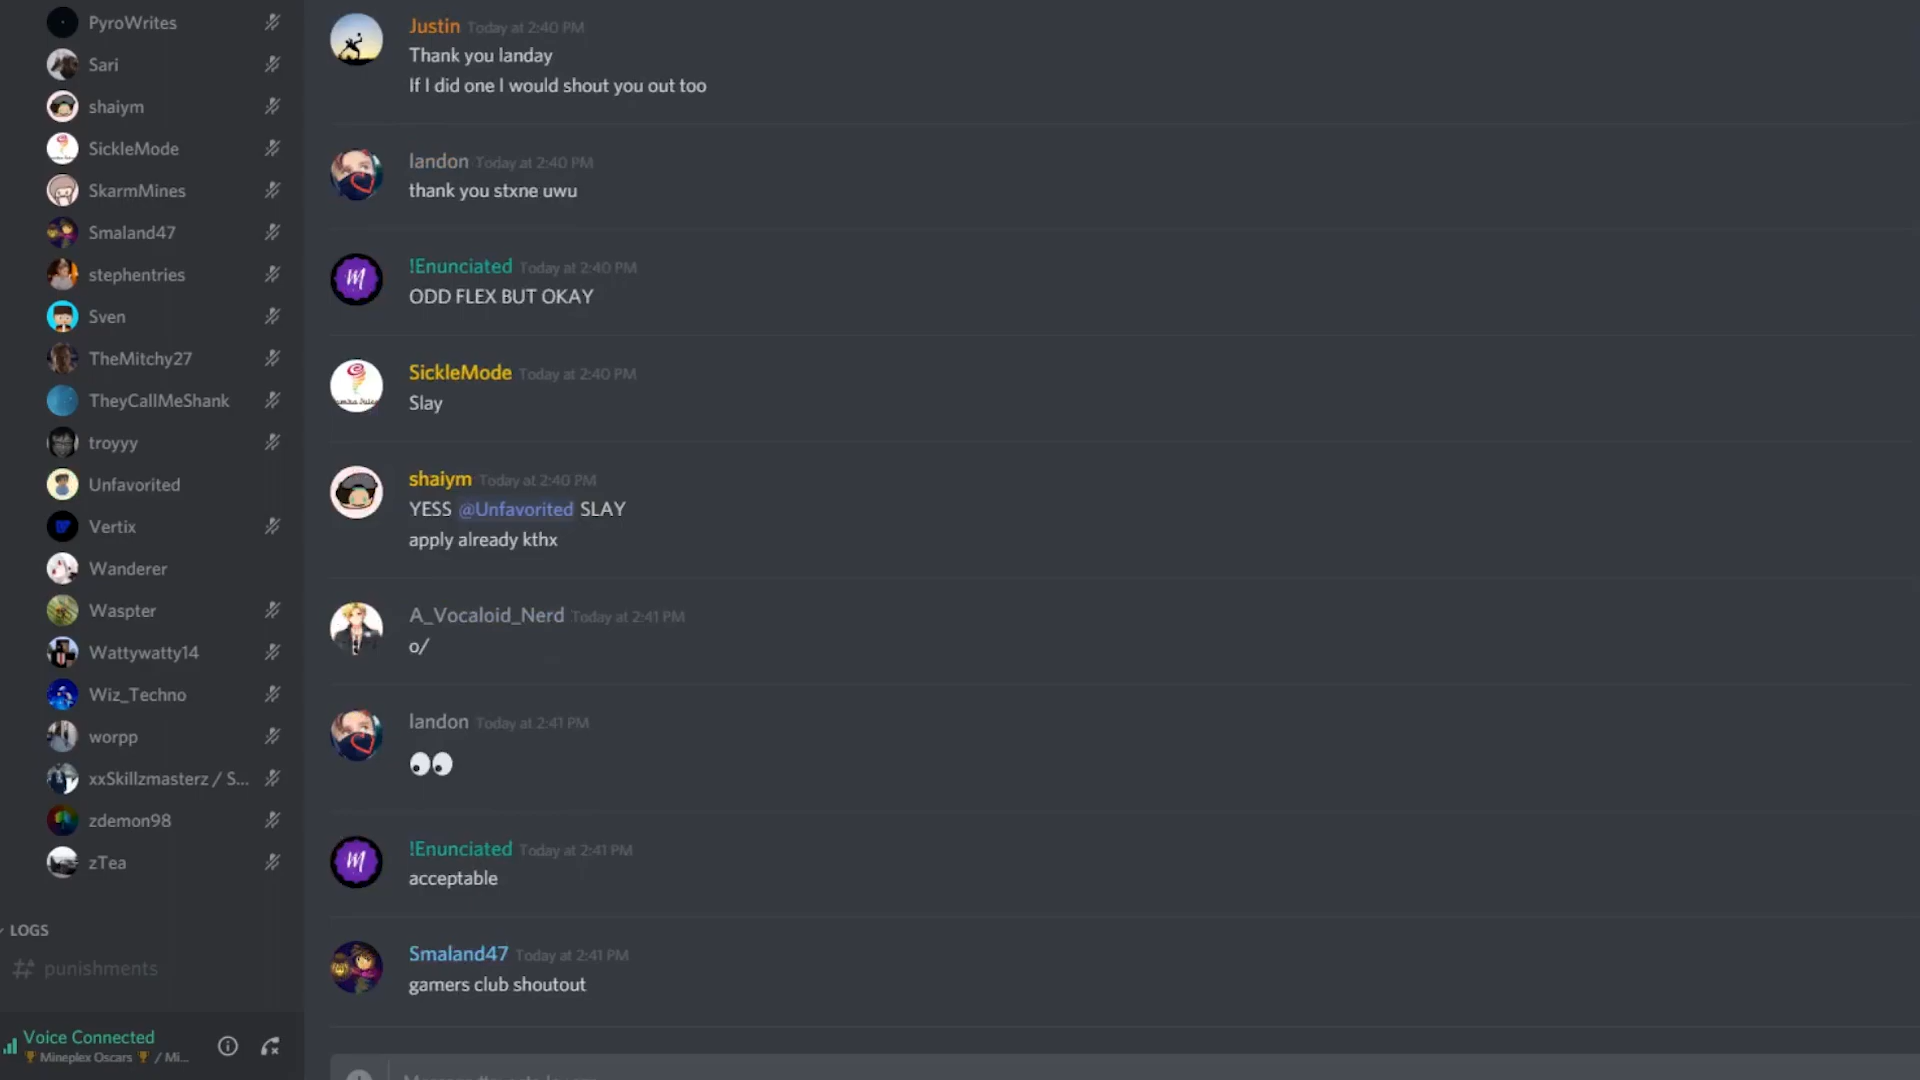 PyroWrites
Sari
shaiym
SickleMode
SkarmMines
Smaland47
stephentries
Sven
TheMitchy27
TheyCallMeShank
troyyy
Unfavorited
Vertix
Wanderer
Waspter
Wattywatty14
Wiz_Techno
worpp
xxSkillzmasterz / S...
zdemon98
zTea
LOGS
punishments
Voice Connected
Mineplex Oscars 🏆 / Mi...
Justin Today at 2:40 PM
Thank you landay
If I did one I would shout you out too
landon Today at 2:40 PM
thank you stxne uwu
!Enunciated Today at 2:40 PM
ODD FLEX BUT OKAY
SickleMode Today at 2:40 PM
Slay
shaiym Today at 2:40 PM
YESS @Unfavorited SLAY
apply already kthx
A_Vocaloid_Nerd Today at 2:41 PM
o/
landon Today at 2:41 PM
👀
!Enunciated Today at 2:41 PM
acceptable
Smaland47 Today at 2:41 PM
gamers club shoutout